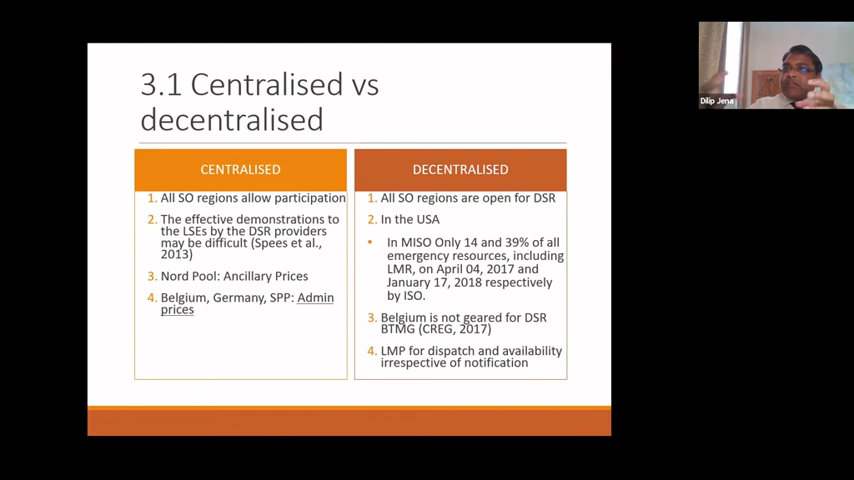 3.1 Centralised vs
decentralised
CENTRALISED
1. All SO regions allow participation
2. The effective demonstrations to
the LSEs by the DSR providers
may be difficult (Spees et al.,
2013)
3. Nord Pool: Ancillary Prices
4. Belgium, Germany, SPP: Admin
prices
DECENTRALISED
1. All SO regions are open for DSR
2. In the USA
• In MISO Only 14 and 39% of all
emergency resources, including
LMR, on April 04, 2017 and
January 17, 2018 respectively
by ISO.
3. Belgium is not geared for DSR
BTMG (CREG, 2017)
4. LMP for dispatch and availability
irrespective of notification
Dilip Jena